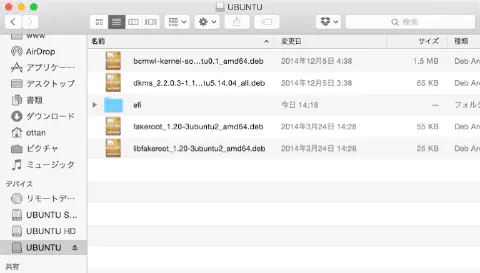 UBUNTU
検索
www
AirDrop
アプリケー…
デスクトップ
書類
ダウンロード
ottan
ピクチャ
ミュージック
デバイス
リモートデ…
UBUNTU S…
UBUNTU HD
UBUNTU
共有
名前 変更日 サイズ 種類
bcmwl-kernel-so…tu0.1_amd64.deb 2014年12月5日 4:38 1.5 MB Deb Arc
dkms_2.2.0.3-1.1…tu5.14.04_all.deb 2014年12月5日 3:38 65 KB Deb Arc
efi 今日 14:18 -- フォルダ
fakeroot_1.20-3ubuntu2_amd64.deb 2014年3月24日 14:28 55 KB Deb Arc
libfakeroot_1.20-3ubuntu2_amd64.deb 2014年3月24日 14:28 25 KB Deb Arc